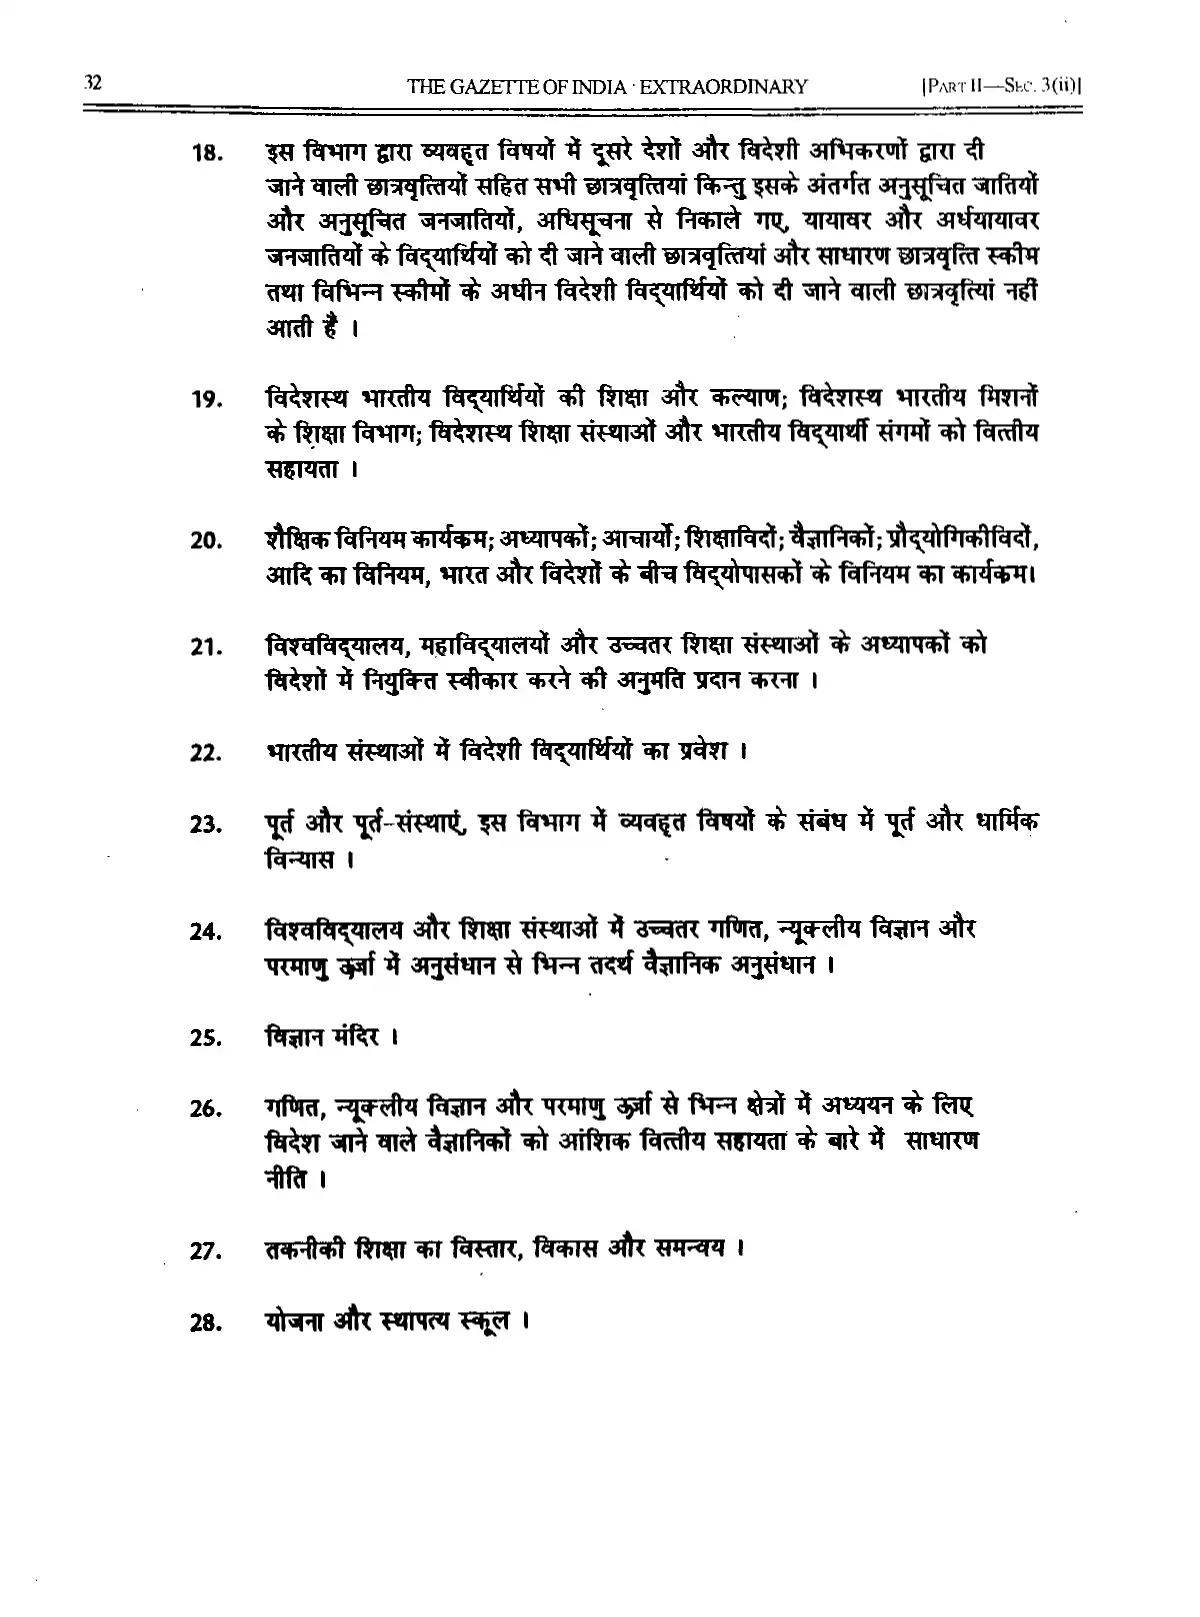 32 THE GAZETTE OF INDIA : EXTRAORDINARY [PART II—SEC. 3(ii)]
18. इस विभाग द्वारा व्यवहृत विषयों में दूसरे देशों और विदेशी अभिकरणों द्वारा दी
जाने वाली छात्रवृत्तियों सहित सभी छात्रवृत्तियां किन्तु इसके अंतर्गत अनुसूचित जातियों
और अनुसूचित जनजातियों, अधिसूचना से निकाले गए, यायावर और अर्धयायावर
जनजातियों के विद्यार्थियों को दी जाने वाली छात्रवृत्तियां और साधारण छात्रवृत्ति स्कीम
तथा विभिन्न स्कीमों के अधीन विदेशी विद्यार्थियों को दी जाने वाली छात्रवृत्तियां नहीं
आती हैं ।
19. विदेशस्थ भारतीय विद्यार्थियों की शिक्षा और कल्याण; विदेशस्थ भारतीय मिशनों
के शिक्षा विभाग; विदेशस्थ शिक्षा संस्थाओं और भारतीय विद्यार्थी संगमों को वित्तीय
सहायता ।
20. शैक्षिक विनियम कार्यक्रम; अध्यापकों; आचार्यों; शिक्षाविदों; वैज्ञानिकों; प्रौद्योगिकीविदों,
आदि का विनियम, भारत और विदेशों के बीच विद्योपासकों के विनियम का कार्यक्रम।
21. विश्वविद्यालय, महाविद्यालयों और उच्चतर शिक्षा संस्थाओं के अध्यापकों को
विदेशों में नियुक्ति स्वीकार करने की अनुमति प्रदान करना ।
22. भारतीय संस्थाओं में विदेशी विद्यार्थियों का प्रवेश ।
23. पूर्त और पूर्त-संस्थाएं, इस विभाग में व्यवहृत विषयों के संबंध में पूर्त और धार्मिक
विन्यास ।
24. विश्वविद्यालय और शिक्षा संस्थाओं में उच्चतर गणित, न्यूक्लीय विज्ञान और
परमाणु ऊर्जा में अनुसंधान से भिन्न तदर्थ वैज्ञानिक अनुसंधान ।
25. विज्ञान मंदिर ।
26. गणित, न्यूक्लीय विज्ञान और परमाणु ऊर्जा से भिन्न क्षेत्रों में अध्ययन के लिए
विदेश जाने वाले वैज्ञानिकों को आंशिक वित्तीय सहायता के बारे में साधारण
नीति ।
27. तकनीकी शिक्षा का विस्तार, विकास और समन्वय ।
28. योजना और स्थापत्य स्कूल ।